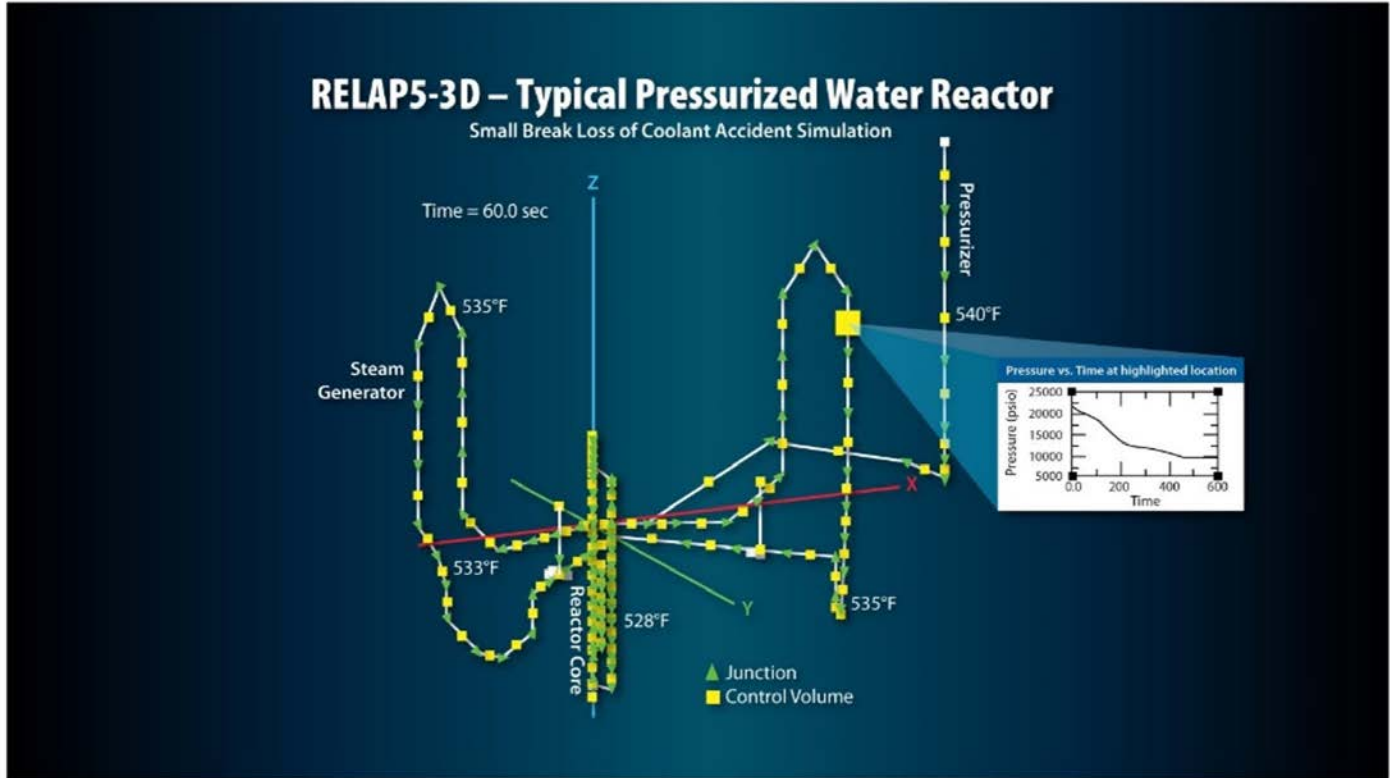 RELAP5-3D – Typical Pressurized Water Reactor
Small Break Loss of Coolant Accident Simulation
Z
Time = 60.0 sec
Pressurizer
535°F
540°F
Steam
Generator
Pressure vs. Time at highlighted location
Pressure (psio)
25000
20000
15000
10000
5000
0.0
200
400
600
Time
X
533°F
Reactor Core
528°F
Y
535°F
Junction
Control Volume